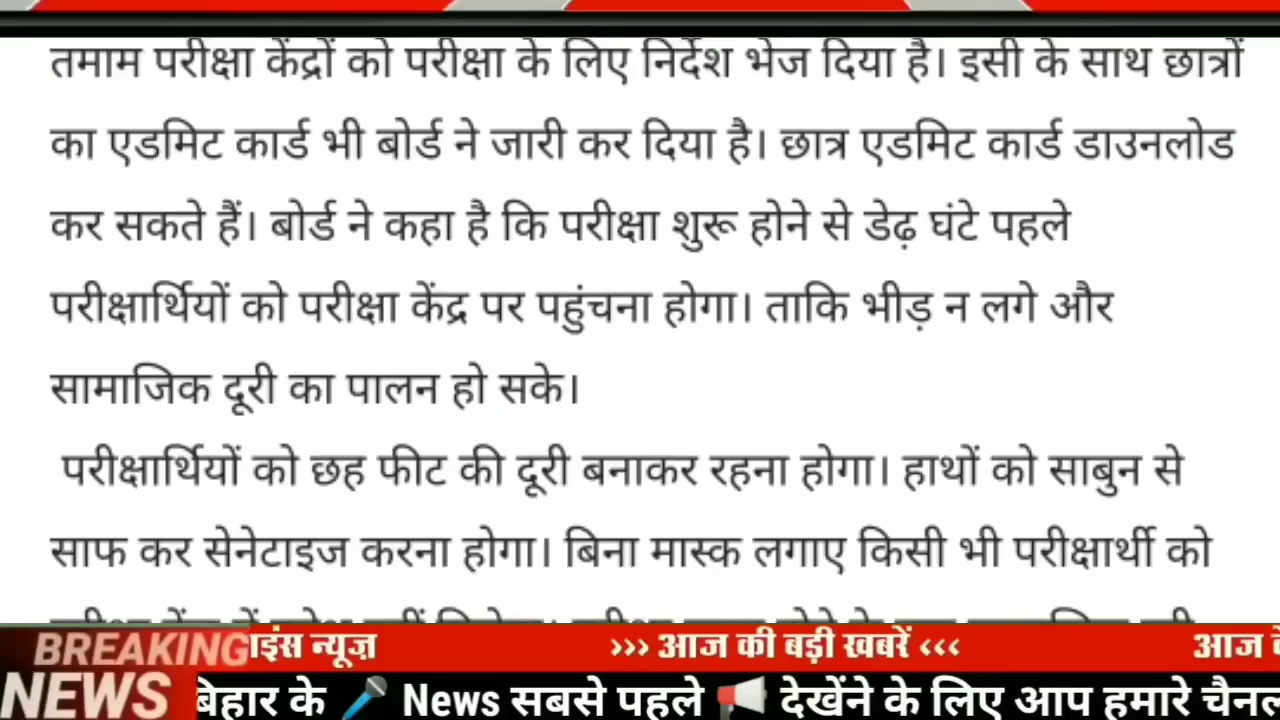 तमाम परीक्षा केंद्रों को परीक्षा के लिए निर्देश भेज दिया है। इसी के साथ छात्रों
का एडमिट कार्ड भी बोर्ड ने जारी कर दिया है। छात्र एडमिट कार्ड डाउनलोड
कर सकते हैं। बोर्ड ने कहा है कि परीक्षा शुरू होने से डेढ़ घंटे पहले
परीक्षार्थियों को परीक्षा केंद्र पर पहुंचना होगा। ताकि भीड़ न लगे और
सामाजिक दूरी का पालन हो सके।
परीक्षार्थियों को छह फीट की दूरी बनाकर रहना होगा। हाथों को साबुन से
साफ कर सेनेटाइज करना होगा। बिना मास्क लगाए किसी भी परीक्षार्थी को
BREAKING NEWS
इंस न्यूज़ >>> आज की बड़ी खबरें <<< आज
बिहार के 🎤 News सबसे पहले 📢 देखेंने के लिए आप हमारे चैनल